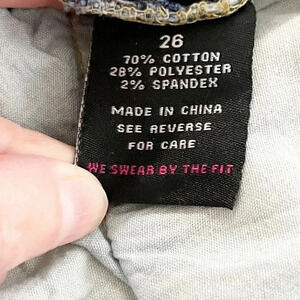 26
70% COTTON
28% POLYESTER
2% SPANDEX
MADE IN CHINA
SEE REVERSE
FOR CARE
WE SWEAR BY THE FIT